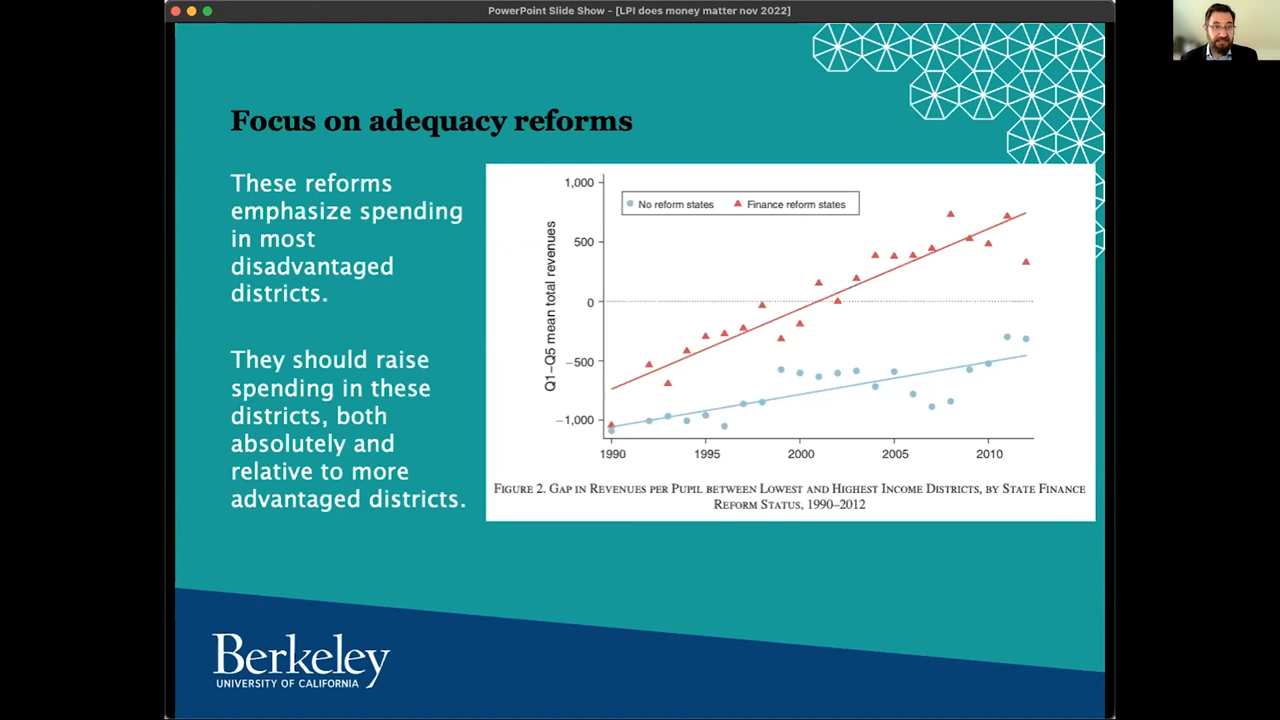 PowerPoint Slide Show - [LPI does money matter nov 2022]
Focus on adequacy reforms
These reforms
emphasize spending
in most
disadvantaged
districts.
They should raise
spending in these
districts, both
absolutely and
relative to more
advantaged districts.
Q1–Q5 mean total revenues
1,000
500
0
−500
−1,000
No reform states
Finance reform states
1990
1995
2000
2005
2010
Figure 2. Gap in Revenues per Pupil between Lowest and Highest Income Districts, by State Finance
Reform Status, 1990–2012
Berkeley
UNIVERSITY OF CALIFORNIA